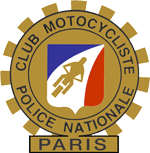 CLUB MOTOCYCLISTE
POLICE NATIONALE
PARIS